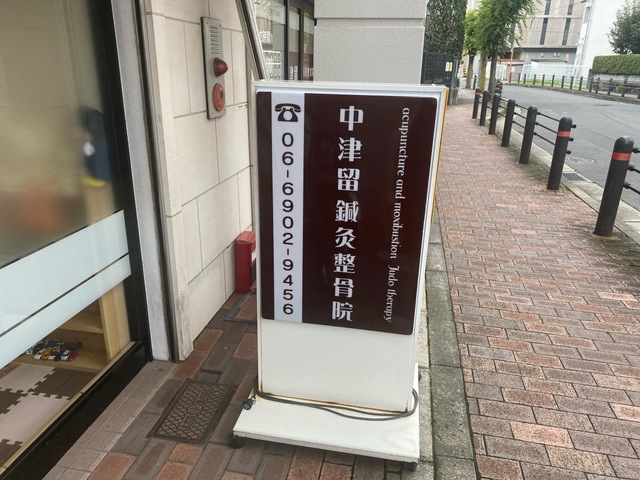 acupuncture and moxibustion Judo therapy
中津留鍼灸整骨院
☎06-6902-9456